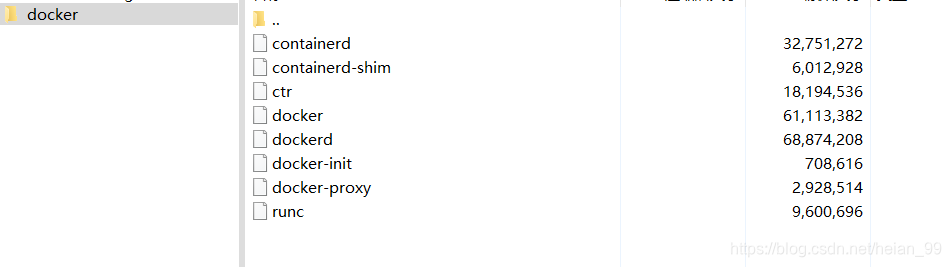 docker
..
containerd 32,751,272
containerd-shim 6,012,928
ctr 18,194,536
docker 61,113,382
dockerd 68,874,208
docker-init 708,616
docker-proxy 2,928,514
runc 9,600,696
https://blog.csdn.net/heian_99